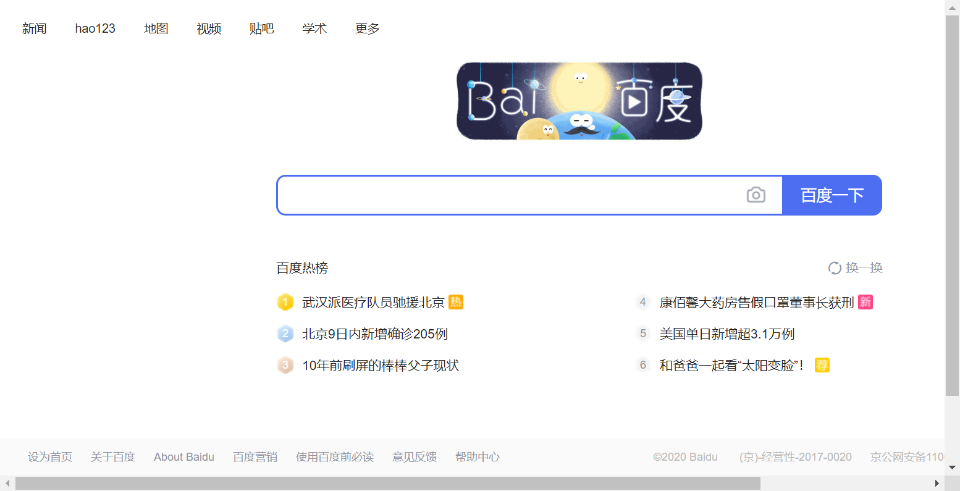 新闻 hao123 地图 视频 贴吧 学术 更多
Bai 百度
百度一下
百度热榜 换一换
1 武汉派医疗队员驰援北京 热
4 康佰馨大药房售假口罩董事长获刑 新
2 北京9日内新增确诊205例
5 美国单日新增超3.1万例
3 10年前刷屏的棒棒父子现状
6 和爸爸一起看“太阳变脸”! 荐
设为首页 关于百度 About Baidu 百度营销 使用百度前必读 意见反馈 帮助中心 ©2020 Baidu (京)-经营性-2017-0020 京公网安备110